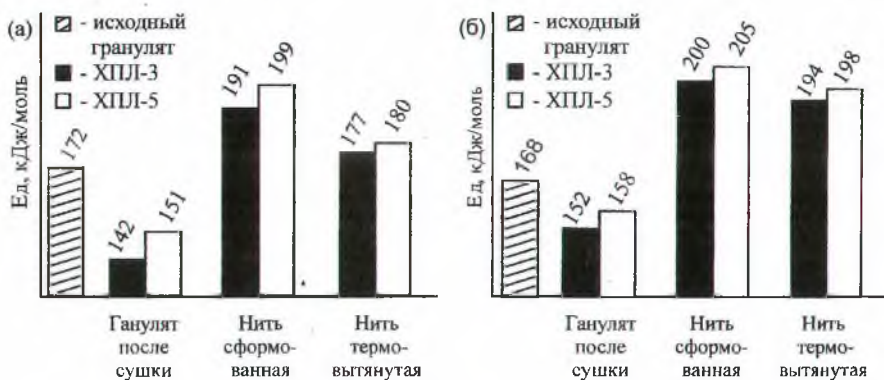 (а)
- исходный
гранулят
- ХПЛ-3
- ХПЛ-5
Ед, кДж/моль
172
142
151
191
199
177
180
Ганулят
после
сушки
Нить
сформо-
ванная
Нить
термо-
вытянутая
(б)
- исходный
гранулят
- ХПЛ-3
- ХПЛ-5
Ед, кДж/моль
168
152
158
200
205
194
198
Ганулят
после
сушки
Нить
сформо-
ванная
Нить
термо-
вытянутая